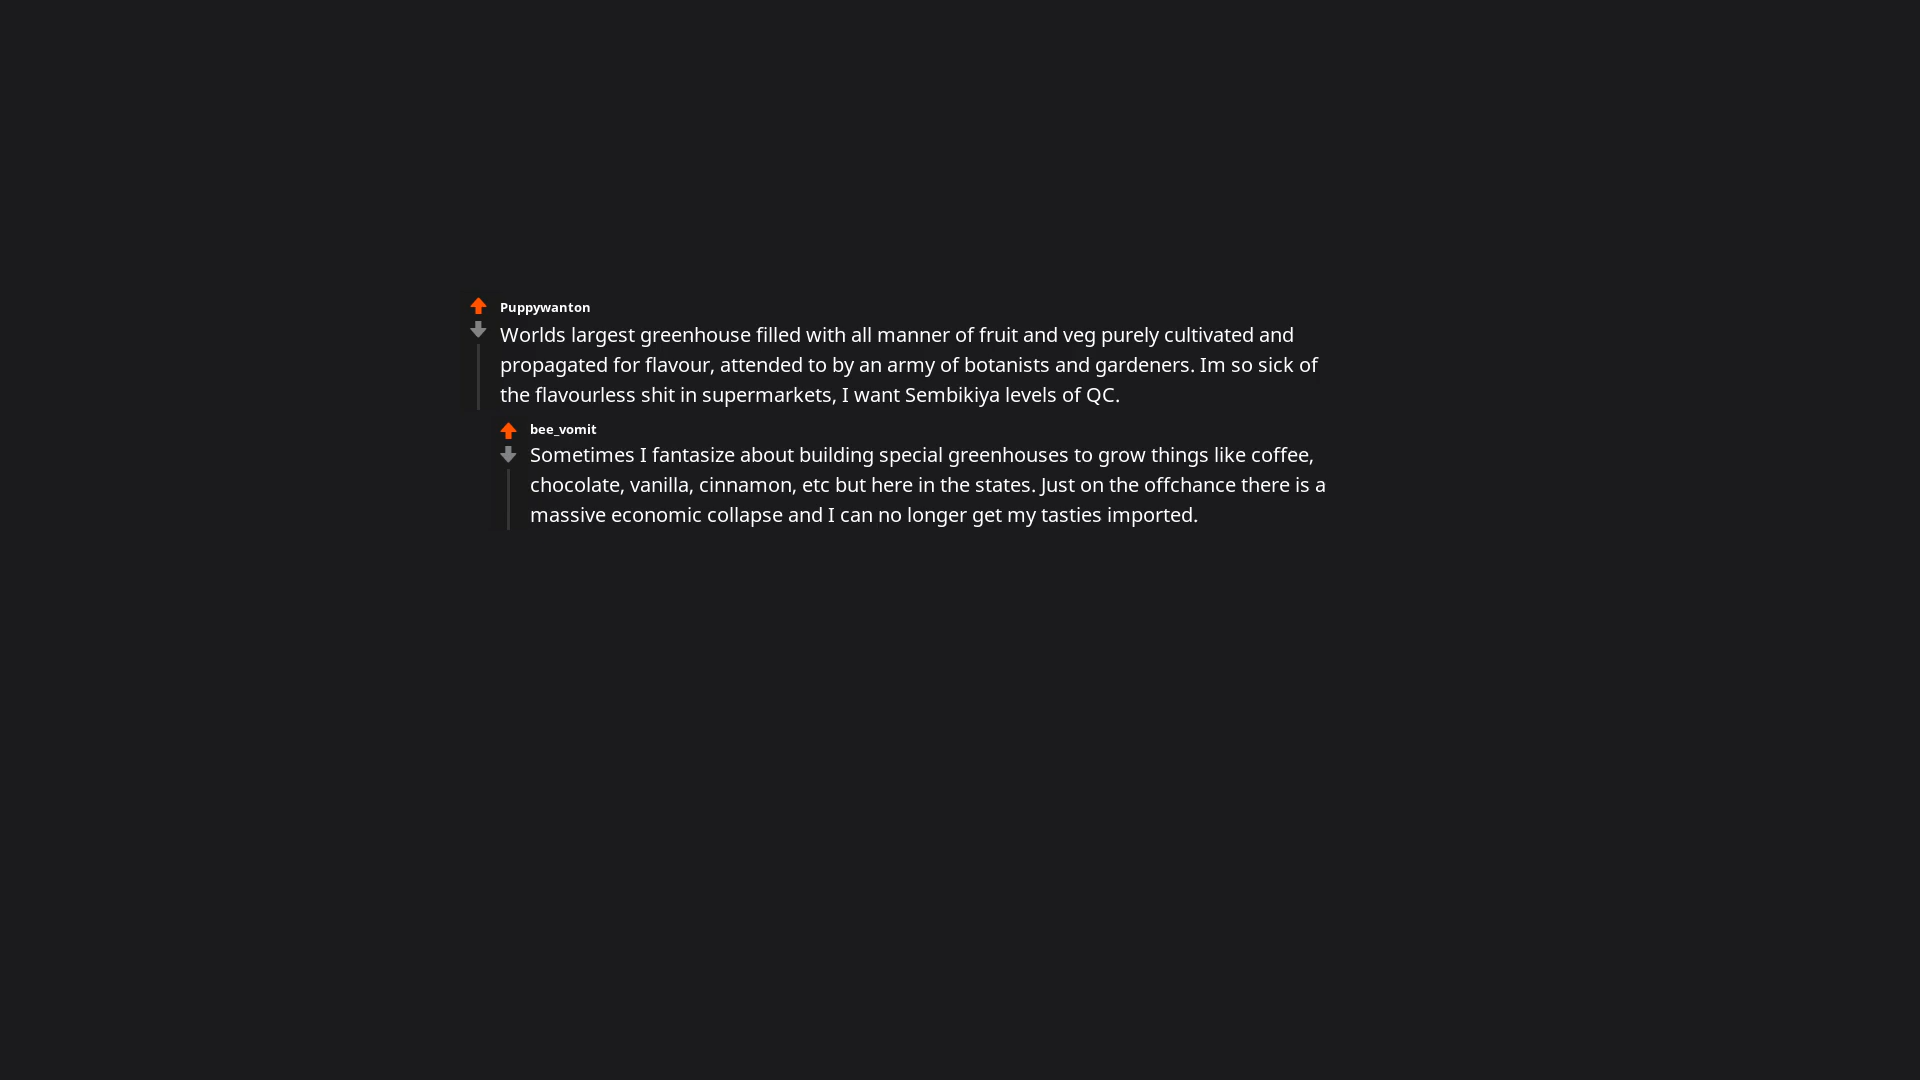 Puppywanton
Worlds largest greenhouse filled with all manner of fruit and veg purely cultivated and
propagated for flavour, attended to by an army of botanists and gardeners. Im so sick of
the flavourless shit in supermarkets, I want Sembikiya levels of QC.
bee_vomit
Sometimes I fantasize about building special greenhouses to grow things like coffee,
chocolate, vanilla, cinnamon, etc but here in the states. Just on the offchance there is a
massive economic collapse and I can no longer get my tasties imported.